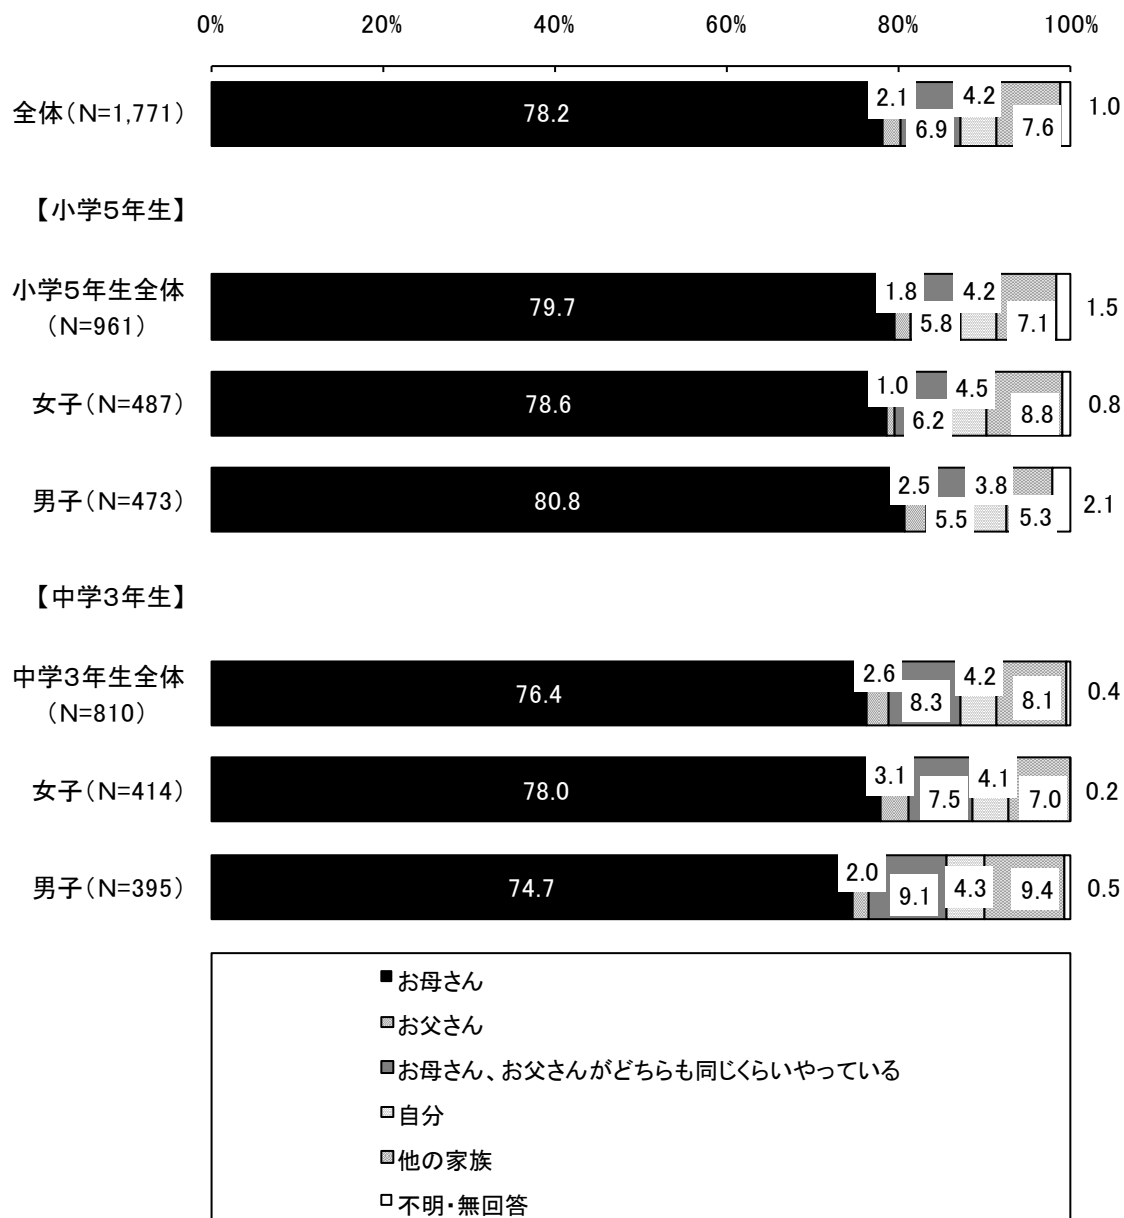 0% 20% 40% 60% 80% 100%
全体(N=1,771) 78.2 2.1 6.9 4.2 7.6 1.0
【小学5年生】
小学5年生全体
(N=961) 79.7 1.8 5.8 4.2 7.1 1.5
女子(N=487) 78.6 1.0 6.2 4.5 8.8 0.8
男子(N=473) 80.8 2.5 5.5 3.8 5.3 2.1
【中学3年生】
中学3年生全体
(N=810) 76.4 2.6 8.3 4.2 8.1 0.4
女子(N=414) 78.0 3.1 7.5 4.1 7.0 0.2
男子(N=395) 74.7 2.0 9.1 4.3 9.4 0.5
お母さん
お父さん
お母さん、お父さんがどちらも同じくらいやっている
自分
他の家族
不明・無回答